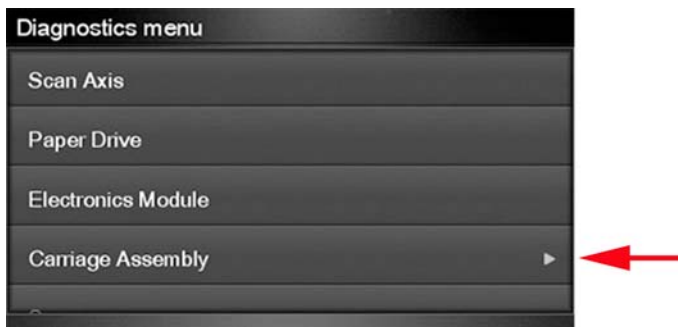 Diagnostics menu
Scan Axis
Paper Drive
Electronics Module
Carriage Assembly